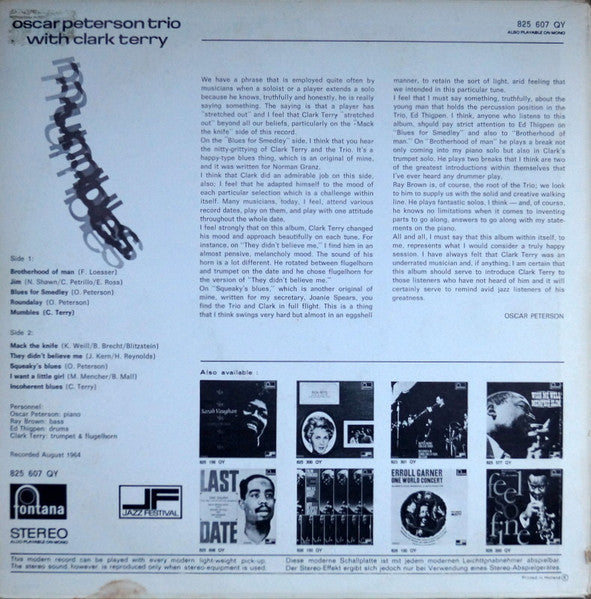 oscar peterson trio
with clark terry
825 607 QY
ALSO PLAYABLE ON MONO
mumbles
Side 1:
Brotherhood of man (F. Loesser)
Jim (N. Shawn/C. Petrillo/E. Ross)
Blues for Smedley (O. Peterson)
Roundalay (O. Peterson)
Mumbles (C. Terry)
Side 2:
Mack the knife (K. Weill/B. Brecht/Blitzstein)
They didn't believe me (J. Kern/H. Reynolds)
Squeaky's blues (O. Peterson)
I want a little girl (M. Mencher/B. Mall)
Incoherent blues (C. Terry)
Personnel:
Oscar Peterson: piano
Ray Brown: bass
Ed Thigpen: drums
Clark Terry: trumpet & flugelhorn
Recorded August 1964
825 607 QY
fontana
JF
JAZZ FESTIVAL
STEREO
ALSO PLAYABLE ON MONO
We have a phrase that is employed quite often by
musicians when a soloist or a player extends a solo
because he knows, truthfully and honestly, he is really
saying something. The saying is that a player has
"stretched out" and I feel that Clark Terry "stretched
out" beyond all our beliefs, particularly on the "Mack
the knife" side of this record.
On the "Blues for Smedley" side, I think that you hear
the nitty-grittying of Clark Terry and the Trio. It's a
happy-type blues thing, which is an original of mine,
and it was written for Norman Granz.
I think that Clark did an admirable job on this side,
also; I feel that he adapted himself to the mood of
each particular selection which is a challenge within
itself. Many musicians, today, I feel, attend various
record dates, play on them, and play with one attitude
throughout the whole date.
I feel strongly that on this album, Clark Terry changed
his mood and approach beautifully on each tune. For
instance, on "They didn't believe me," I find him in an
almost pensive, melancholy mood. The sound of his
horn is a lot different. He rotated between flugelhorn
and trumpet on the date and he chose flugelhorn for
the version of "They didn't believe me."
On "Squeaky's blues," which is another original of
mine, written for my secretary, Joanie Spears, you
find the Trio and Clark in full flight. This is a thing
that I think swings very hard but almost in an eggshell
manner, to retain the sort of light, arid feeling that
we intended in this particular tune.
I feel that I must say something, truthfully, about the
young man that holds the percussion position in the
Trio, Ed Thigpen. I think, anyone who listens to this
album, should pay strict attention to Ed Thigpen on
"Blues for Smedley" and also to "Brotherhood of
man." On "Brotherhood of man" he plays a break not
only coming into my piano solo but also in Clark's
trumpet solo. He plays two breaks that I think are two
of the greatest introductions within themselves that
I've ever heard any drummer play.
Ray Brown is, of course, the root of the Trio; we look
to him to supply us with the solid and creative walking
line. He plays fantastic solos, I think — and, of course,
he knows no limitations when it comes to inventing
parts to go along, answers to go along with my state-
ments on the piano.
All and all, I must say that this album within itself, to
me, represents what I would consider a truly happy
session. I have always felt that Clark Terry was an
underrated musician and, if anything, I am certain that
this album should serve to introduce Clark Terry to
those listeners who have not heard of him and it will
certainly serve to remind avid jazz listeners of his
greatness.
OSCAR PETERSON
Also available:
Sarah Vaughan
LAST
DATE
ERROLL GARNER
ONE WORLD CONCERT
feel
fine
This modern record can be played with every modern light-weight pick-up.
The stereo sound however is reproduced only when stereo equipment is used.
Diese moderne Schallplatte ist mit jedem modernen Leichttonabnehmer abspielbar.
Der Stereo-Effekt ergibt sich jedoch nur bei Verwendung eines Stereo-Abspielgerätes.
Printed in Holland